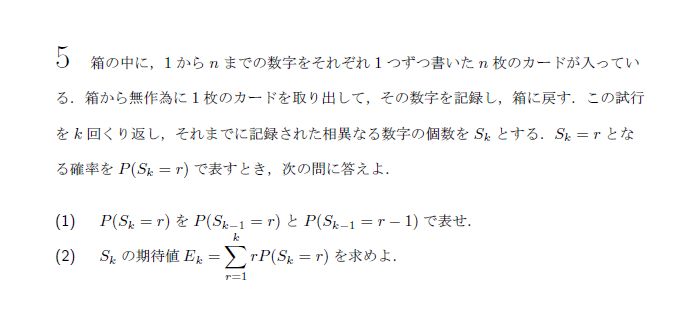 5 箱の中に，1 から n までの数字をそれぞれ 1 つずつ書いた n 枚のカードが入ってい
る．箱から無作為に 1 枚のカードを取り出して，その数字を記録し，箱に戻す．この試行
を k 回くり返し，それまでに記録された相異なる数字の個数を S_k とする．S_k = r とな
る確率を P(S_k = r) で表すとき，次の問に答えよ．
(1) P(S_k = r) を P(S_{k−1} = r) と P(S_{k−1} = r − 1) で表せ．
(2) S_k の期待値 E_k = \sum_{r=1}^{k} rP(S_k = r) を求めよ．